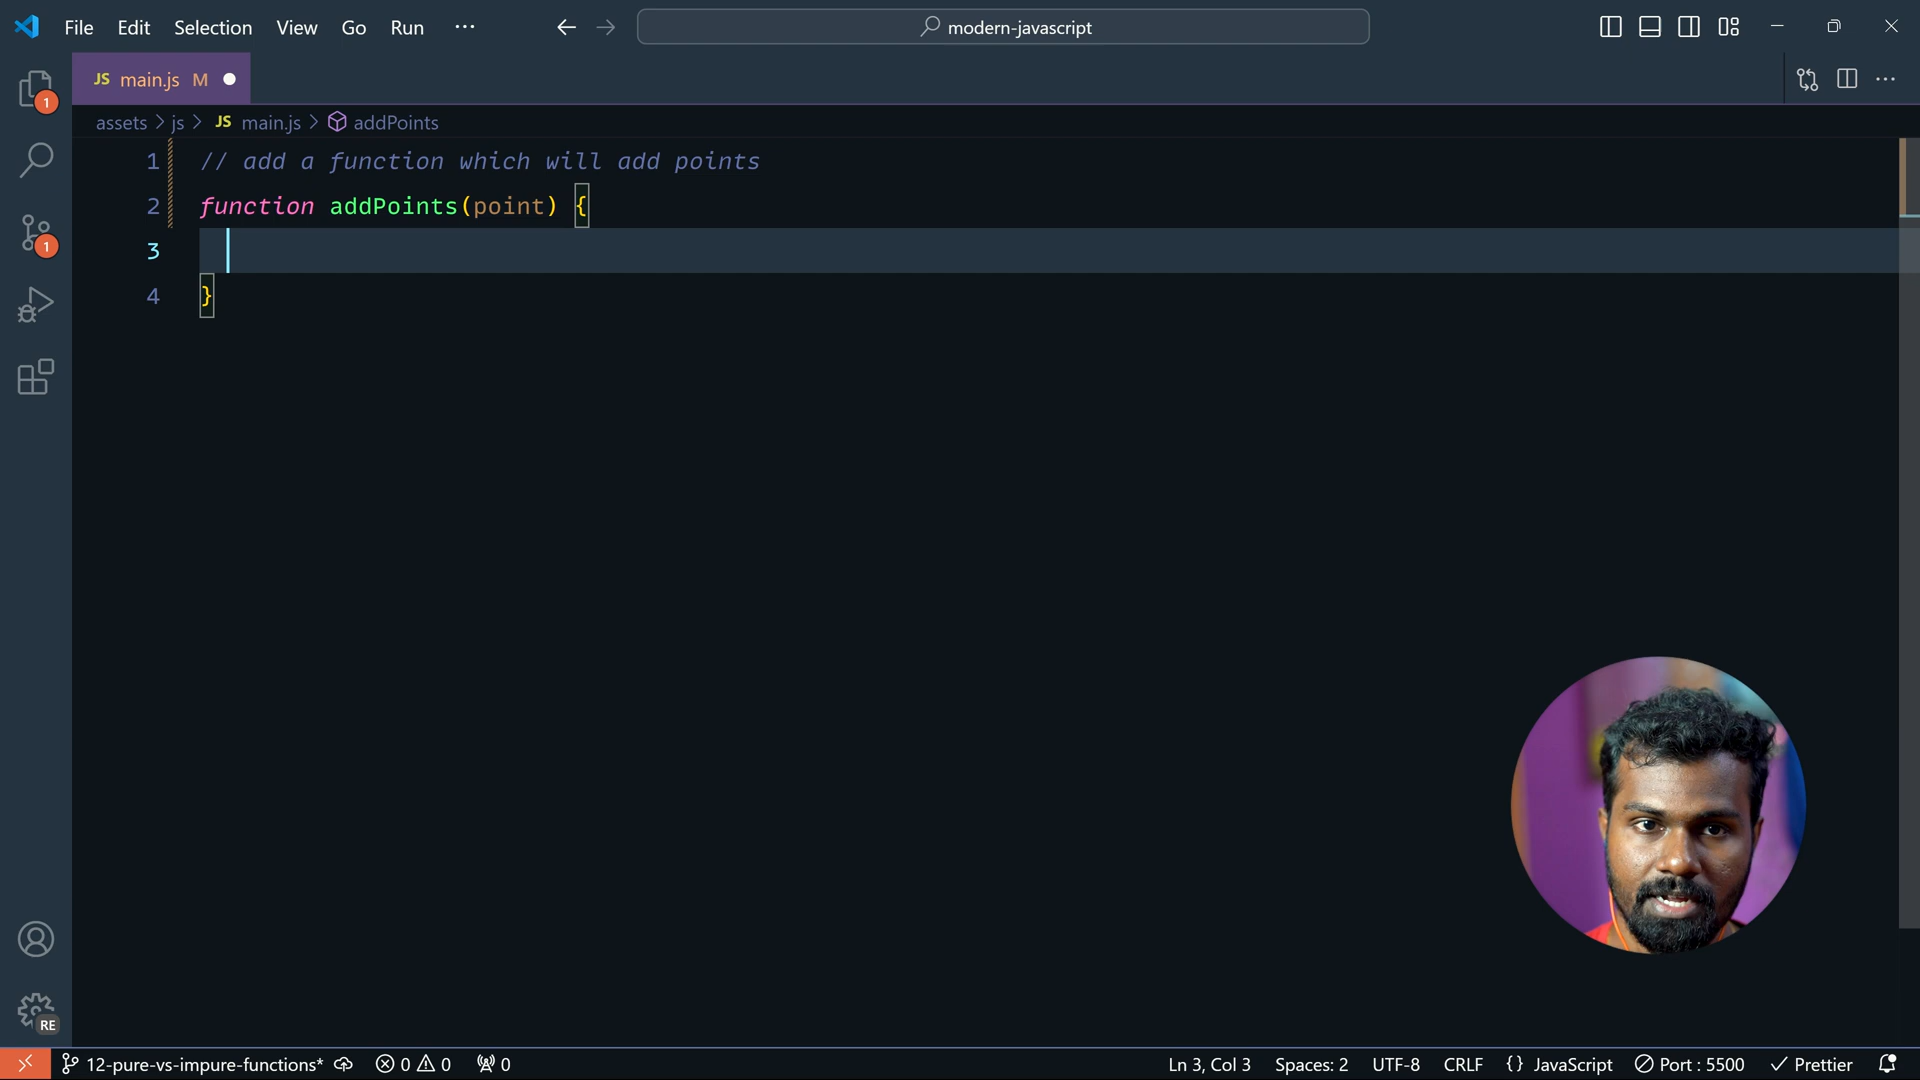 File Edit Selection View Go Run ··· modern-javascript
JS main.js M
1
assets > js > JS main.js > addPoints
1 // add a function which will add points
2 function addPoints(point) {
3
4 }
1
RE
12-pure-vs-impure-functions* 0 0 0 Ln 3, Col 3 Spaces: 2 UTF-8 CRLF {} JavaScript Port : 5500 Prettier